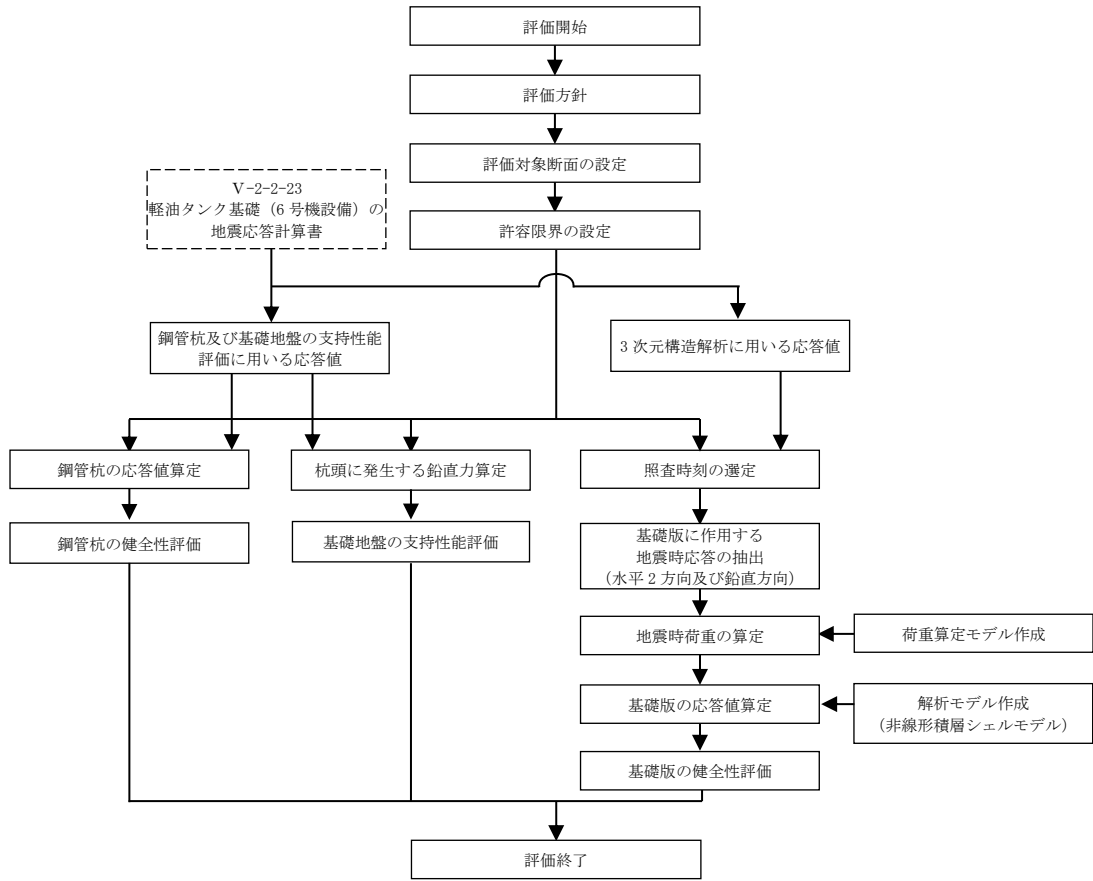 評価開始
評価方針
評価対象断面の設定
Ⅴ-2-2-23
軽油タンク基礎（6 号機設備）の
地震応答計算書
許容限界の設定
鋼管杭及び基礎地盤の支持性能
評価に用いる応答値
3 次元構造解析に用いる応答値
鋼管杭の応答値算定
杭頭に発生する鉛直力算定
照査時刻の選定
鋼管杭の健全性評価
基礎地盤の支持性能評価
基礎版に作用する
地震時応答の抽出
（水平 2 方向及び鉛直方向）
地震時荷重の算定
荷重算定モデル作成
基礎版の応答値算定
解析モデル作成
（非線形積層シェルモデル）
基礎版の健全性評価
評価終了